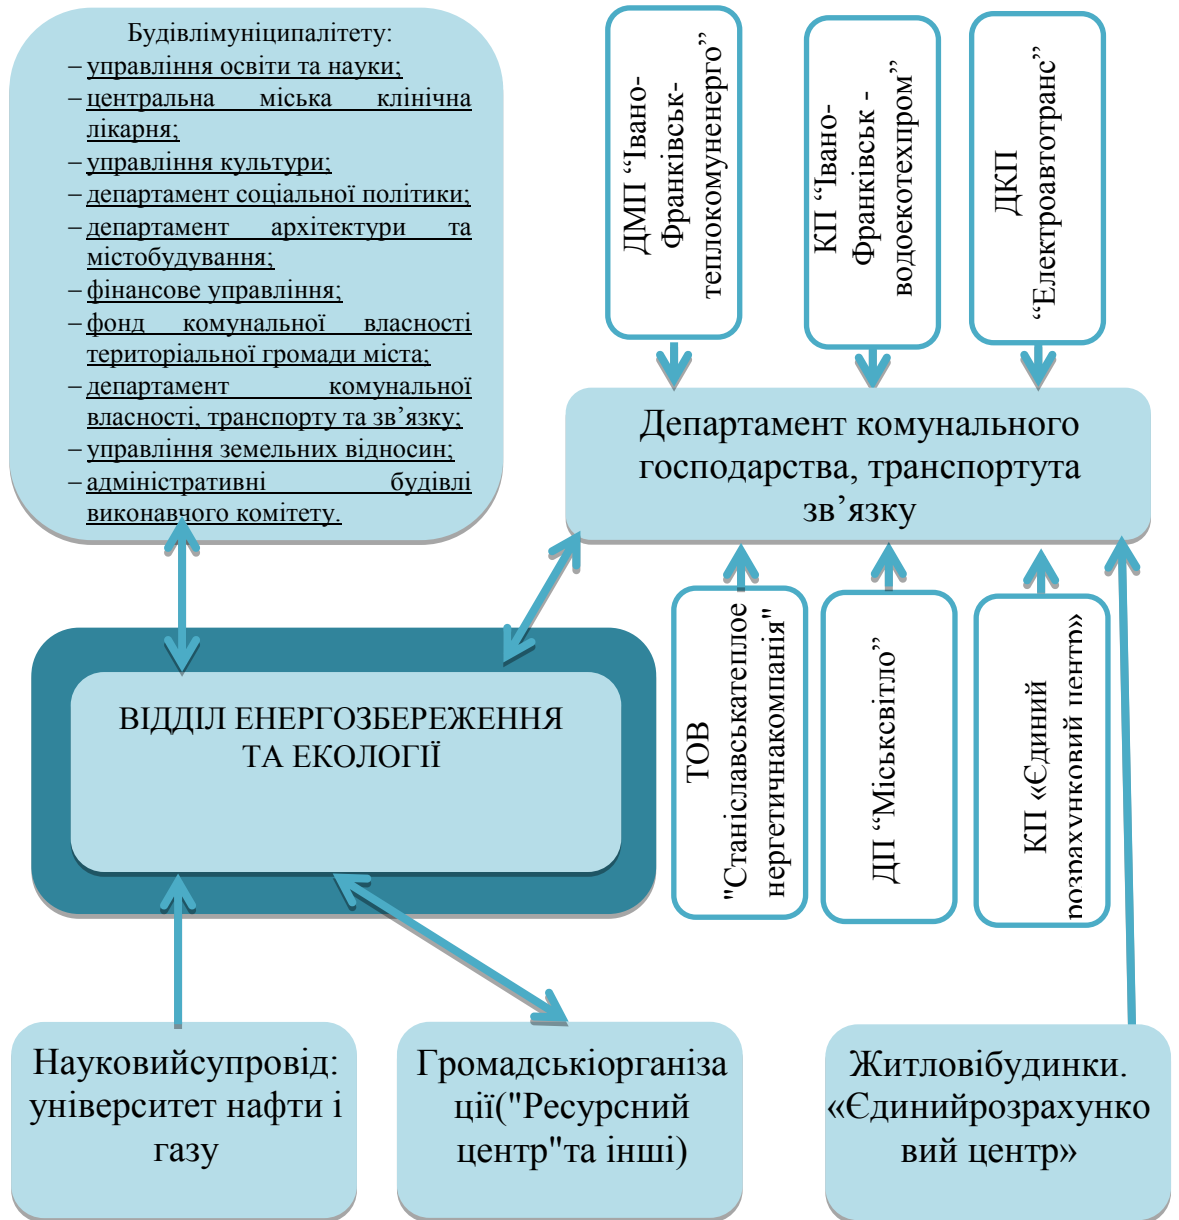 Будівлімуніципалітету:
– управління освіти та науки;
– центральна міська клінічна
лікарня;
– управління культури;
– департамент соціальної політики;
– департамент архітектури та
містобудування;
– фінансове управління;
– фонд комунальної власності
територіальної громади міста;
– департамент комунальної
власності, транспорту та зв’язку;
– управління земельних відносин;
– адміністративні будівлі
виконавчого комітету.
ДМП “Івано-
Франківськ-
теплокомуненерго”
КП “Івано-
Франківськ -
водоекотехпром”
ДКП
“Електроавтотранс”
Департамент комунального
господарства, транспортута
зв’язку
ВІДДІЛ ЕНЕРГОЗБЕРЕЖЕННЯ
ТА ЕКОЛОГІЇ
ТОВ
"Станіславськатеплое
нергетичнакомпанія"
ДП “Міськсвітло”
КП «Єдиний
розрахунковий центр»
Науковийсупровід:
університет нафти і
газу
Громадськіорганіза
ції("Ресурсний
центр"та інші)
Житловібудинки.
«Єдинийрозрахунко
вий центр»